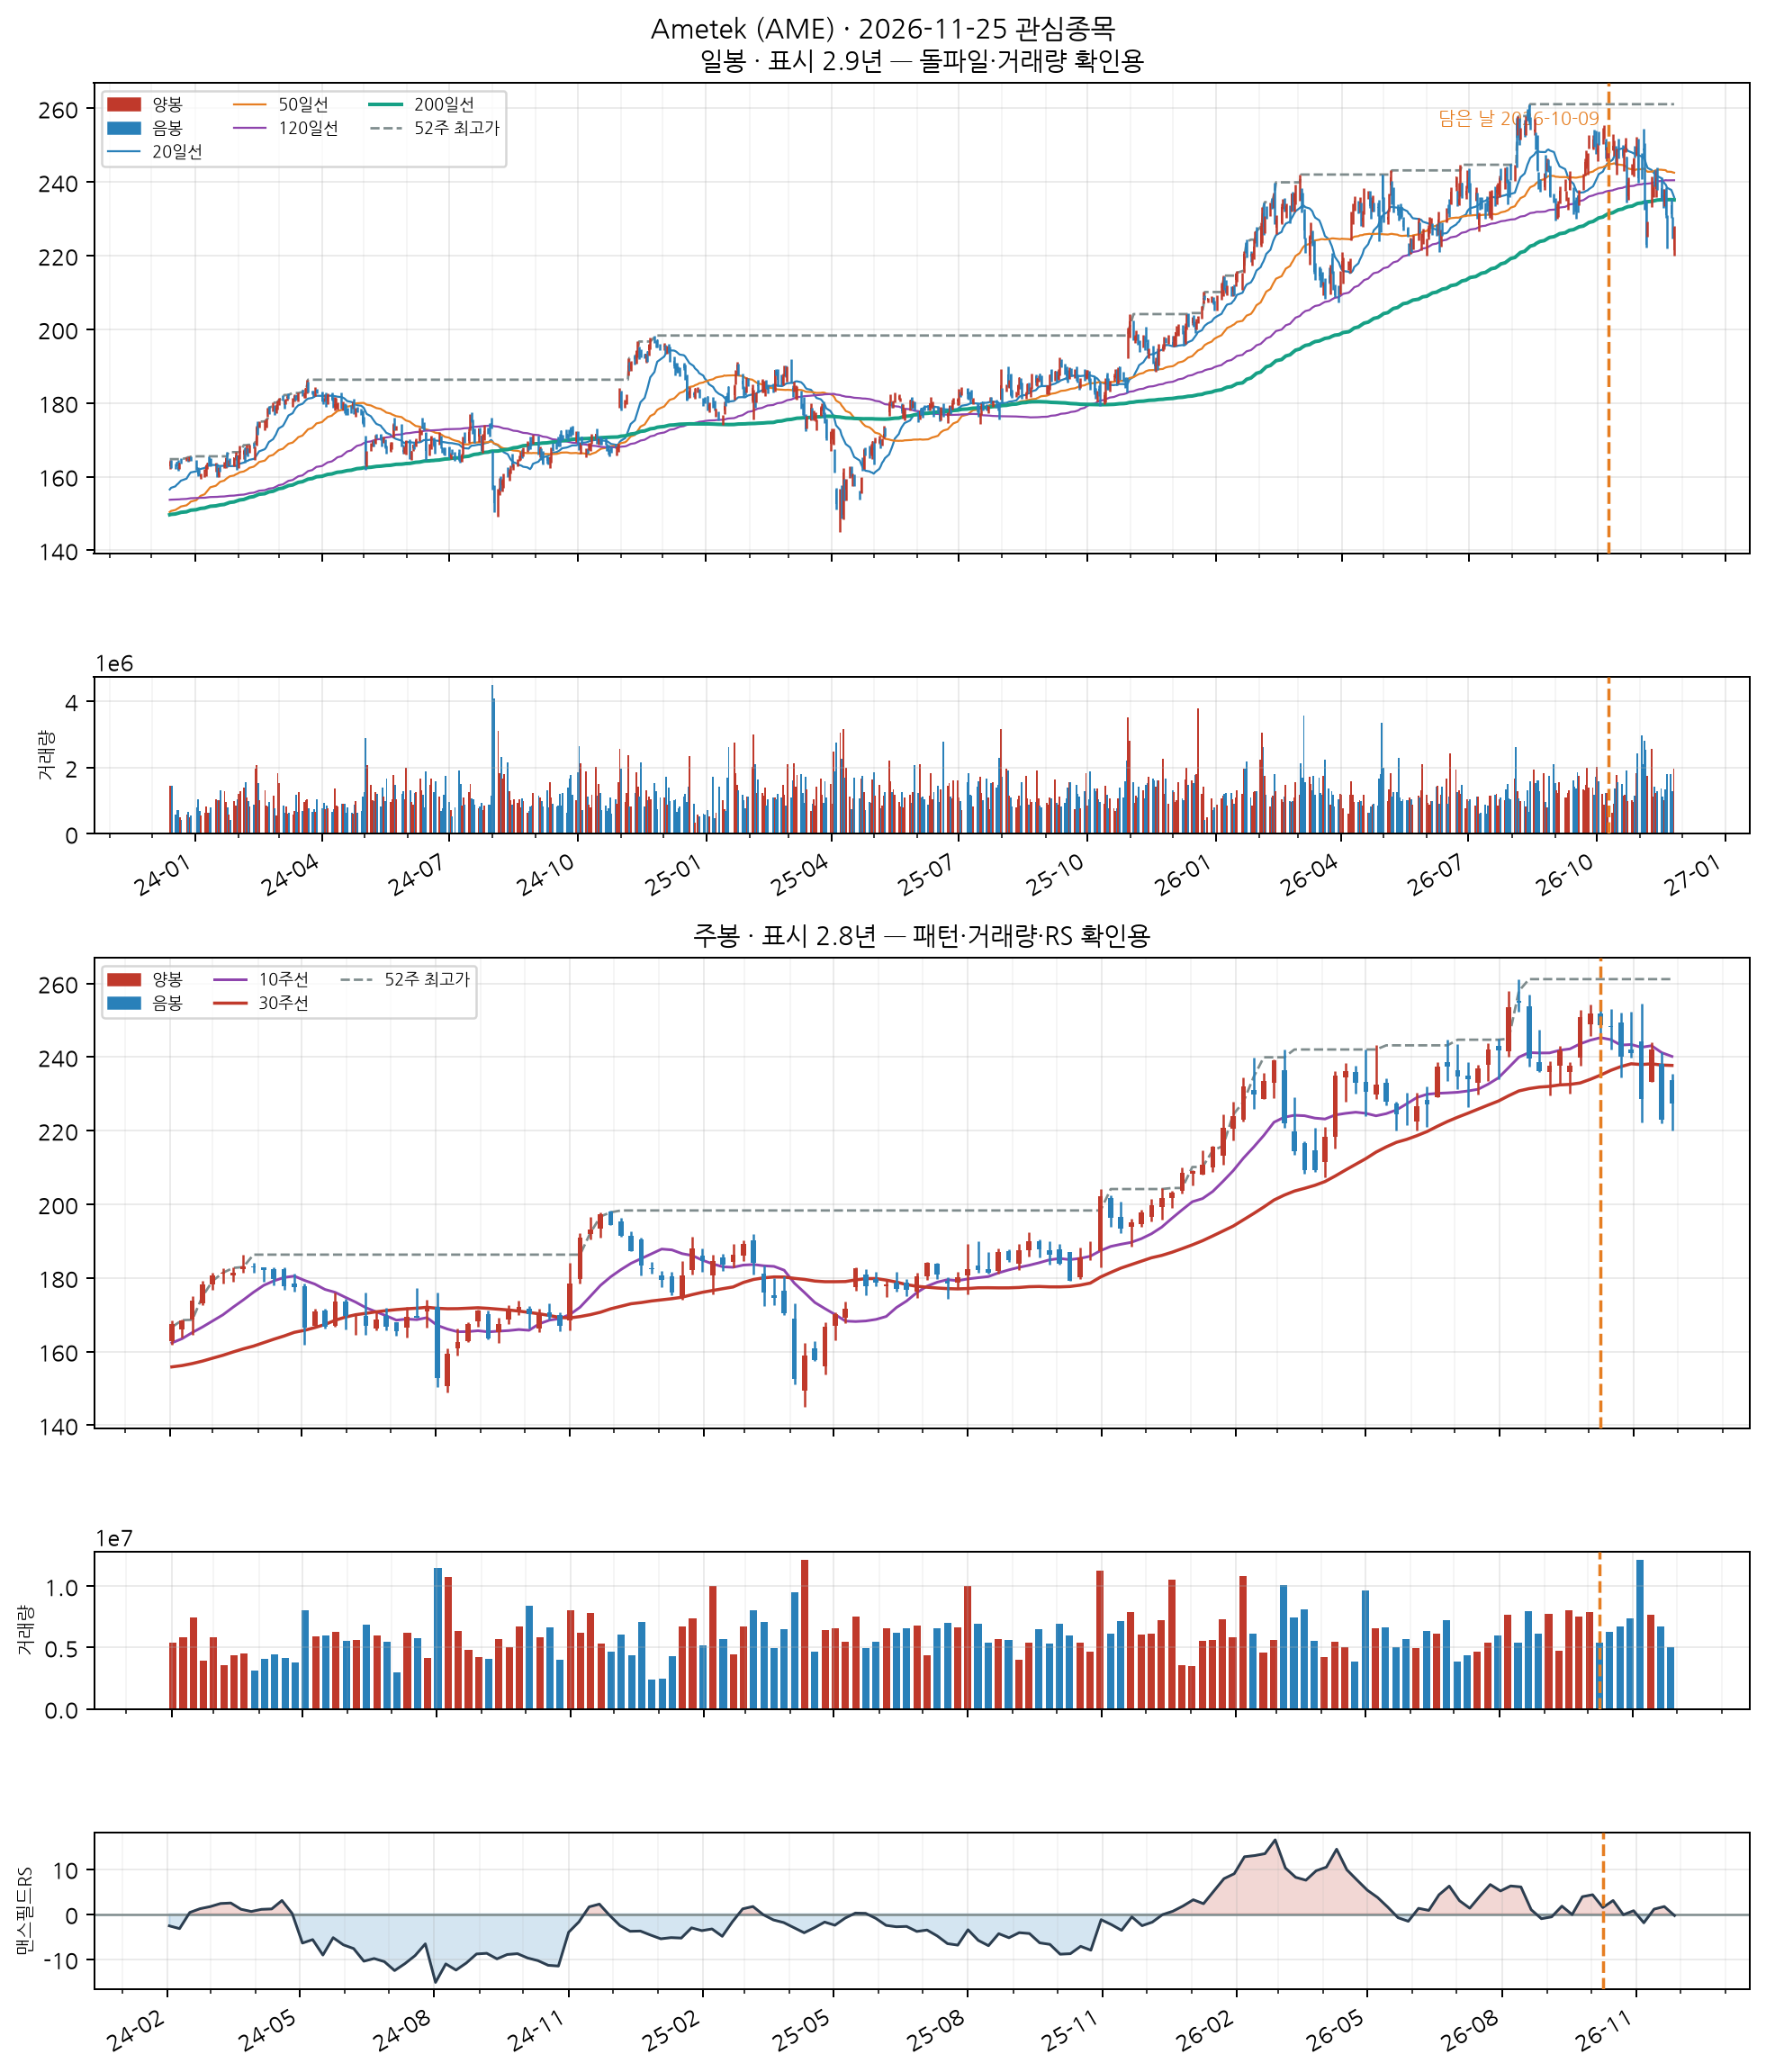 Ametek (AME) · 2026-11-25 관심종목
일봉 · 표시 2.9년 — 돌파일·거래량 확인용
양봉 50일선 200일선
음봉 120일선 52주 최고가
20일선
담은 날 2026-10-09
260
240
220
200
180
160
140
1e6
거래량
4
2
0
24-01 24-04 24-07 24-10 25-01 25-04 25-07 25-10 26-01 26-04 26-07 26-10 27-01
주봉 · 표시 2.8년 — 패턴·거래량·RS 확인용
양봉 10주선 52주 최고가
음봉 30주선
260
240
220
200
180
160
140
1e7
거래량
1.0
0.5
0.0
맨스필드RS
10
0
-10
24-02 24-05 24-08 24-11 25-02 25-05 25-08 25-11 26-02 26-05 26-08 26-11